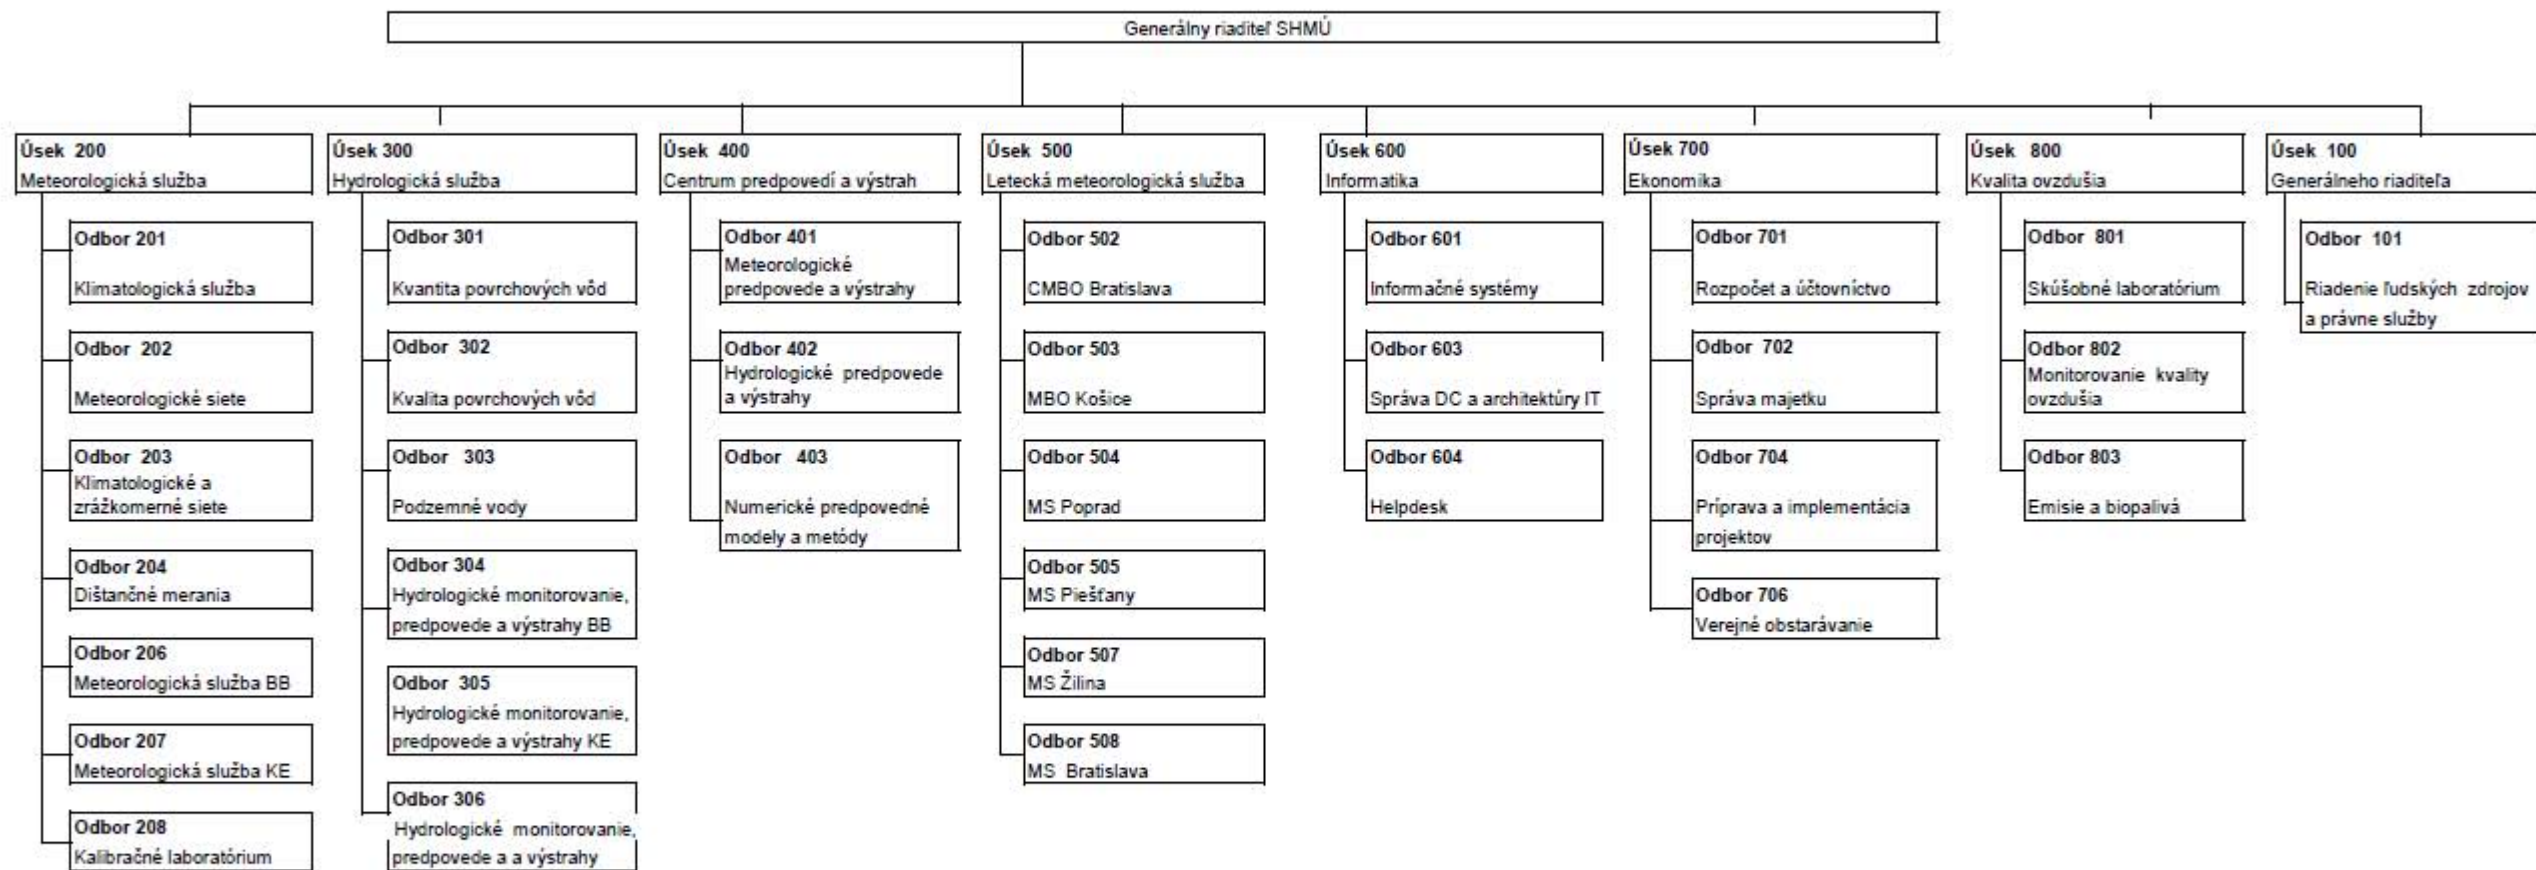 Generálny riaditeľ SHMÚ
Úsek 200
Meteorologická služba
Odbor 201
Klimatologická služba
Odbor 202
Meteorologické siete
Odbor 203
Klimatologické a
zrážkomerné siete
Odbor 204
Dištančné merania
Odbor 206
Meteorologická služba BB
Odbor 207
Meteorologická služba KE
Odbor 208
Kalibračné laboratórium
Úsek 300
Hydrologická služba
Odbor 301
Kvantita povrchových vôd
Odbor 302
Kvalita povrchových vôd
Odbor 303
Podzemné vody
Odbor 304
Hydrologické monitorovanie,
predpovede a výstrahy BB
Odbor 305
Hydrologické monitorovanie,
predpovede a výstrahy KE
Odbor 306
Hydrologické monitorovanie,
predpovede a a výstrahy
Úsek 400
Centrum predpovedí a výstrah
Odbor 401
Meteorologické
predpovede a výstrahy
Odbor 402
Hydrologické predpovede
a výstrahy
Odbor 403
Numerické predpovedné
modely a metódy
Úsek 500
Letecká meteorologická služba
Odbor 502
CMBO Bratislava
Odbor 503
MBO Košice
Odbor 504
MS Poprad
Odbor 505
MS Piešťany
Odbor 507
MS Žilina
Odbor 508
MS Bratislava
Úsek 600
Informatika
Odbor 601
Informačné systémy
Odbor 603
Správa DC a architektúry IT
Odbor 604
Helpdesk
Úsek 700
Ekonomika
Odbor 701
Rozpočet a účtovníctvo
Odbor 702
Správa majetku
Odbor 704
Príprava a implementácia
projektov
Odbor 706
Verejné obstarávanie
Úsek 800
Kvalita ovzdušia
Odbor 801
Skúšobné laboratórium
Odbor 802
Monitorovanie kvality
ovzdušia
Odbor 803
Emisie a biopalivá
Úsek 100
Generálneho riaditeľa
Odbor 101
Riadenie ľudských zdrojov
a právne služby